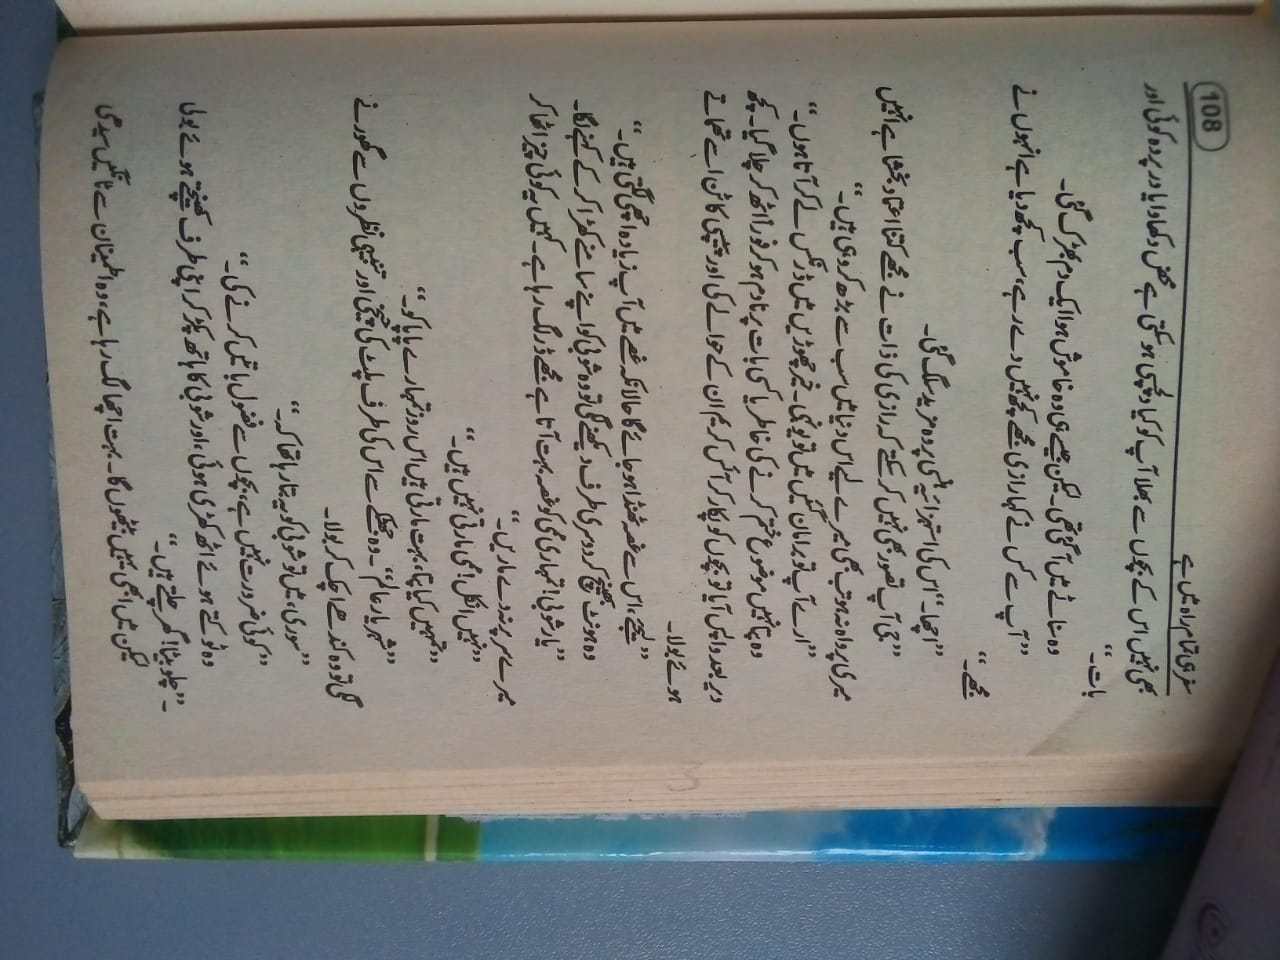 108
سفر ہی تمام راہ میں ہے
بھی نہیں اس کے بچوں سے بھلا آپ کو کیا دلچسپی ہو سکتی ہے محض دکھاوا یا در پردہ کوئی اور
بات۔‘‘
وہ سناٹے میں آ گئی تھی۔ لیکن جیسے ہی وہ خاموش ہوا ایک دم بھڑک گئی۔
’’آپ سے کس نے کہا رازی مجھے کچھ نہیں دے رہے، سب کچھ دیا ہے انہوں نے
مجھے۔‘‘
’’اچھا۔‘‘ اس کی استہزائیہ ہنسی پر وہ مزید سلگ گئی۔
’’جی آپ تصور بھی نہیں کر سکتے کہ رازی کی ذات نے مجھے کتنا اعتماد بخشا ہے انہیں
میری پرواہ نہ ہو تب بھی میرے لیے اس دنیا میں سب سے بڑھ کر وہی ہیں۔‘‘
’’ارے آپ تو برا مان گئیں میں تو یونہی۔ خیر چھوڑیں میں ڈرنکس لے کر آتا ہوں۔‘‘
وہ پتا نہیں موضوع ختم کرنے کی خاطر یا کسی بات پر نادم ہو کر فوراً اٹھ کر چلا گیا۔ کچھ
دیر بعد واپس آیا تو بچوں کو پکار کر آئس کریم ان کے حوالے کی اور پیپسی کا ٹن اسے تھماتے
ہوئے بولا۔
’’لیجئے، اس سے غصہ ٹھنڈا ہو جائے گا حالانکہ غصے میں آپ زیادہ اچھی لگتی ہیں۔‘‘
وہ ہونٹ بھینچ کر دوسری طرف دیکھنے لگی تو وہ شوبی کو اپنے سامنے کھڑا کر کے کہنے لگا۔
’’یار شوبی! تمہاری ممی کو غصہ بہت آتا ہے مجھے ڈر لگ رہا ہے۔ کہیں یہ کوئی چیز اٹھا کر
میرے سر پر نہ دے ماریں۔‘‘
’’نہیں انکل! ممی مارتی نہیں ہیں۔‘‘
’’تمہیں کیا پتا، بہت مارتی ہیں اس روز تمہارے پاپا کو۔‘‘
’’شہریار عالم‘‘۔ وہ جھٹکے سے اس کی طرف پلٹ کی چیخی اور تنبیہی نظروں سے گھورنے
لگی تو وہ کندھے اچک کر بولا۔
’’سوری، میں تو شوبی کو یہ بتا رہا تھا کہ۔‘‘
’’کوئی ضرورت نہیں ہے، بچوں سے فضول باتیں کرنے کی۔‘‘
وہ ٹوکتے ہوئے اٹھ کھڑی ہوئی، اور شوبی کا ہاتھ پکڑ کر اپنی طرف کھینچتے ہوئے بولی
۔’’چلو بیٹا! گھر چلتے ہیں۔‘‘
لیکن میں ابھی یہیں بیٹھوں گا۔ بہت اچھا لگ رہا ہے، وہ اطمینان سے ٹانگیں سیدھی